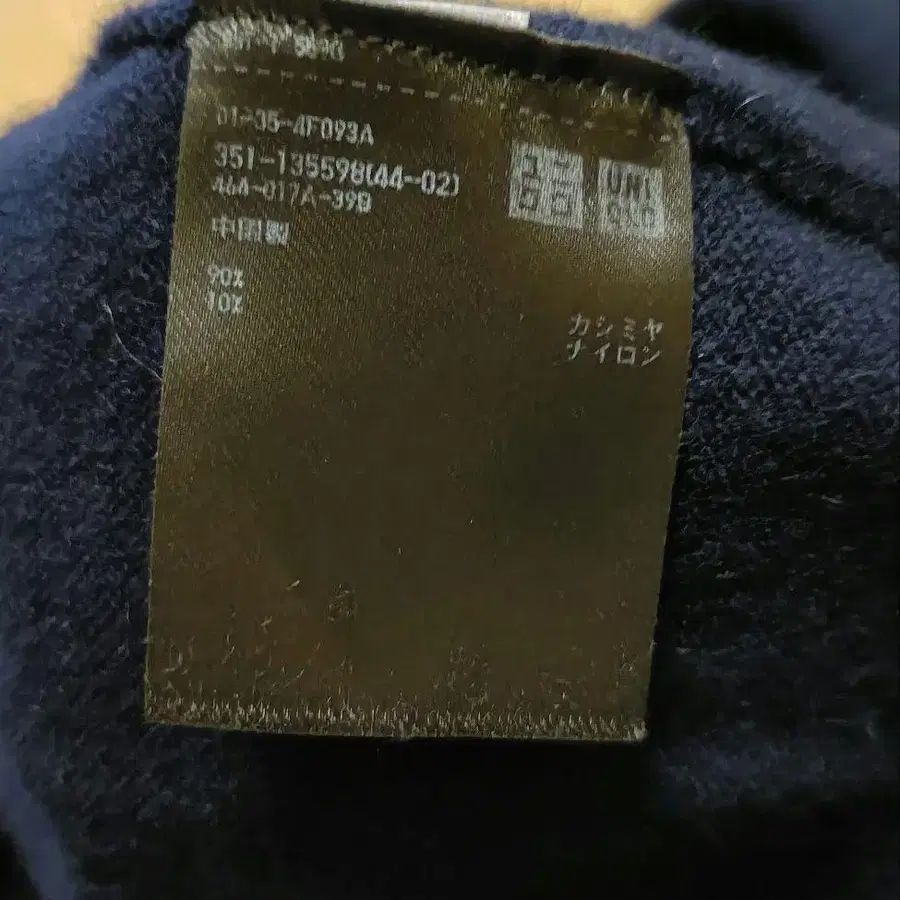 01-35-4F093A
351-135598(44-02)
464-017A-39B
中国製
ユニ
クロ
UNI
QLO
90%
10%
カシミヤ
ナイロン